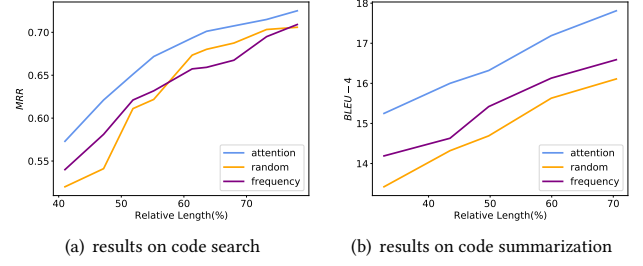 MRR
0.70
0.65
0.60
0.55
attention
random
frequency
40
50
60
70
80
Relative Length(%)
(a) results on code search
BLEU−4
18
17
16
15
14
attention
random
frequency
30
40
50
60
70
Relative Length(%)
(b) results on code summarization